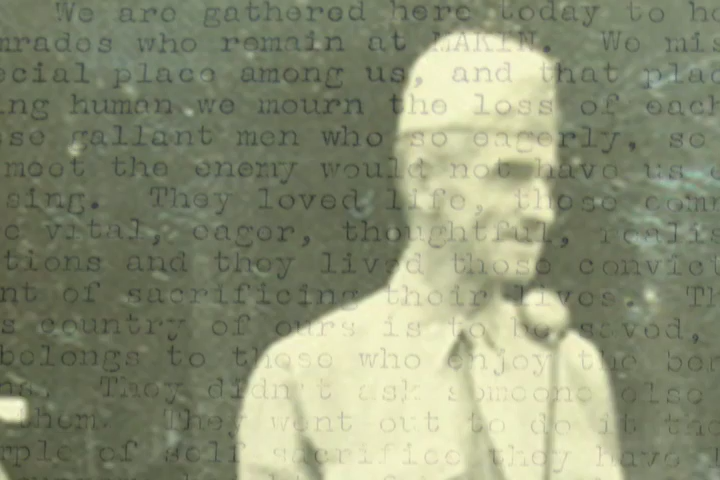 We are gathered here today to ho
mrades who remain at MAKIN. We mis
ecial place among us, and that plac
ing human we mourn the loss of each
se gallant men who so eagerly, so
meet the enemy would not have us
sing. They loved life, those com
vital, eager, thoughtful, realis
tions and they lived those convict
nt of sacrificing their lives. Th
s country of ours is to be saved,
belongs to those who enjoy the be
They didn't ask someone else
them. They went out to do it
ple of self sacrifice they have